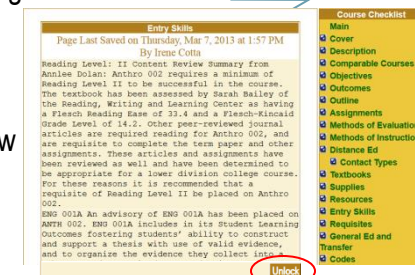 Entry Skills
Page Last Saved on Thursday, Mar 7, 2013 at 1:57 PM
By Irene Cotta
Reading Level: II Content Review Summary from
Annlee Dolan: Anthro 002 requires a minimum of
Reading Level II to be successful in the course.
The textbook has been assessed by Sarah Bailey of
the Reading, Writing and Learning Center as having
a Flesch Reading Ease of 33.4 and a Flesch-Kincaid
Grade Level of 14.2. Other peer-reviewed journal
articles are required reading for Anthro 002, and
are requisite to complete the term paper and other
assignments. These articles and assignments have
been reviewed as well and have been determined to
be appropriate for a lower division college course.
For these reasons it is recommended that a
requisite of Reading Level II be placed on Anthro
002.
ENG 001A An advisory of ENG 001A has been placed on
ANTH 002. ENG 001A includes in its Student Learning
Outcomes fostering students' ability to construct
and support a thesis with use of valid evidence,
and to organize the evidence they collect into a
Unlock
w
Course Checklist
Main
Cover
Description
Comparable Courses
Objectives
Outcomes
Outline
Assignments
Methods of Evaluation
Methods of Instruction
Distance Ed
Contact Types
Textbooks
Supplies
Resources
Entry Skills
Requisites
General Ed and
Transfer
Codes